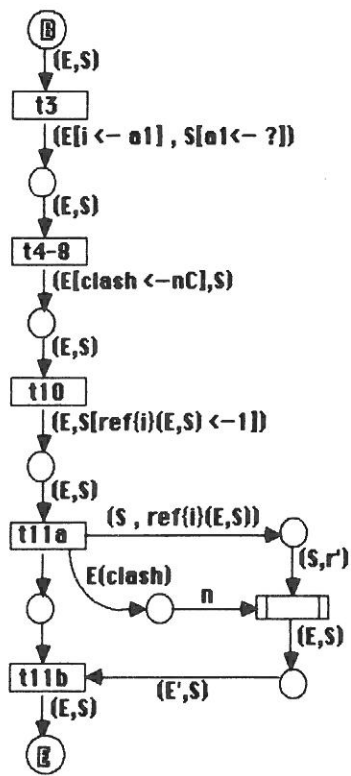 B
(E,S)
t3
(E[i <- a1] , S[a1<- ?])
(E,S)
t4-8
(E[clash <-nC],S)
(E,S)
t10
(E,S[ref{i}(E,S) <-1])
(E,S)
(S , ref{i}(E,S))
t11a
(S,r')
E(clash)
n
(E,S)
t11b
(E',S)
(E,S)
E